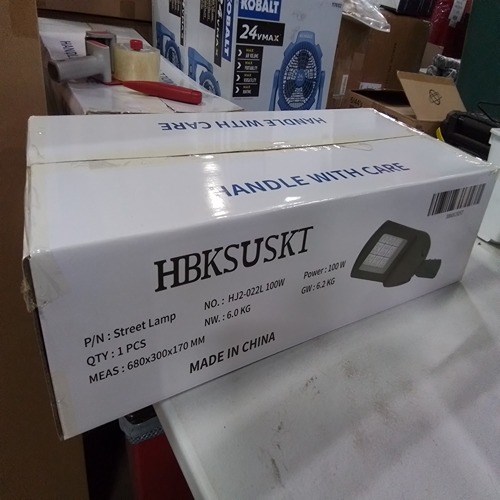 KOBALT
24VMAX
HANDLE WITH CARE
HANDLE WITH CARE
HBKSUSKT
P/N : Street Lamp
QTY : 1 PCS
MEAS : 680x300x170 MM
NO. : HJ2-022L 100W
NW. : 6.0 KG
Power : 100 W
GW : 6.2 KG
MADE IN CHINA